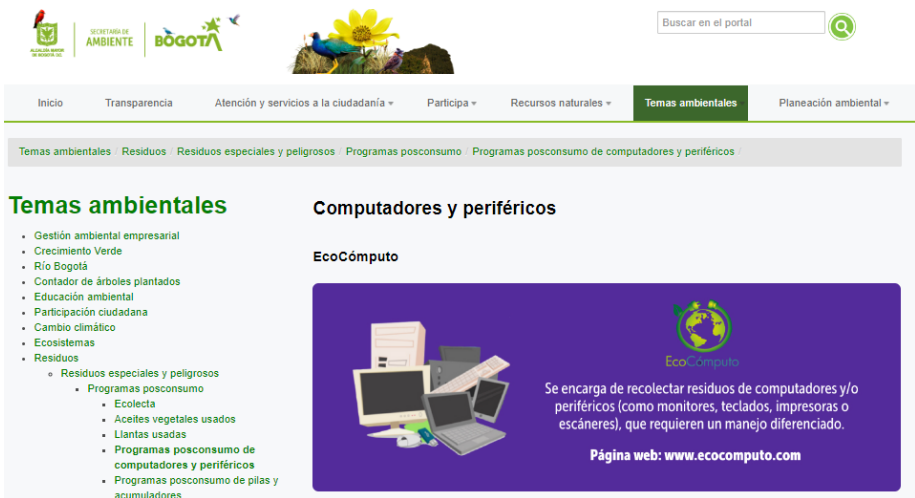 ALCALDÍA MAYOR
DE BOGOTÁ D.C.
SECRETARÍA DE
AMBIENTE
BOGOTÁ
Buscar en el portal
Inicio
Transparencia
Atención y servicios a la ciudadanía
Participa
Recursos naturales
Temas ambientales
Planeación ambiental
Temas ambientales / Residuos / Residuos especiales y peligrosos / Programas posconsumo / Programas posconsumo de computadores y periféricos /
Temas ambientales
Gestión ambiental empresarial
Crecimiento Verde
Río Bogotá
Contador de árboles plantados
Educación ambiental
Participación ciudadana
Cambio climático
Ecosistemas
Residuos
Residuos especiales y peligrosos
Programas posconsumo
Ecolecta
Aceites vegetales usados
Llantas usadas
Programas posconsumo de
computadores y periféricos
Programas posconsumo de pilas y
acumuladores
Computadores y periféricos
EcoCómputo
EcoCómputo
Se encarga de recolectar residuos de computadores y/o
periféricos (como monitores, teclados, impresoras o
escáneres), que requieren un manejo diferenciado.
Página web: www.ecocomputo.com